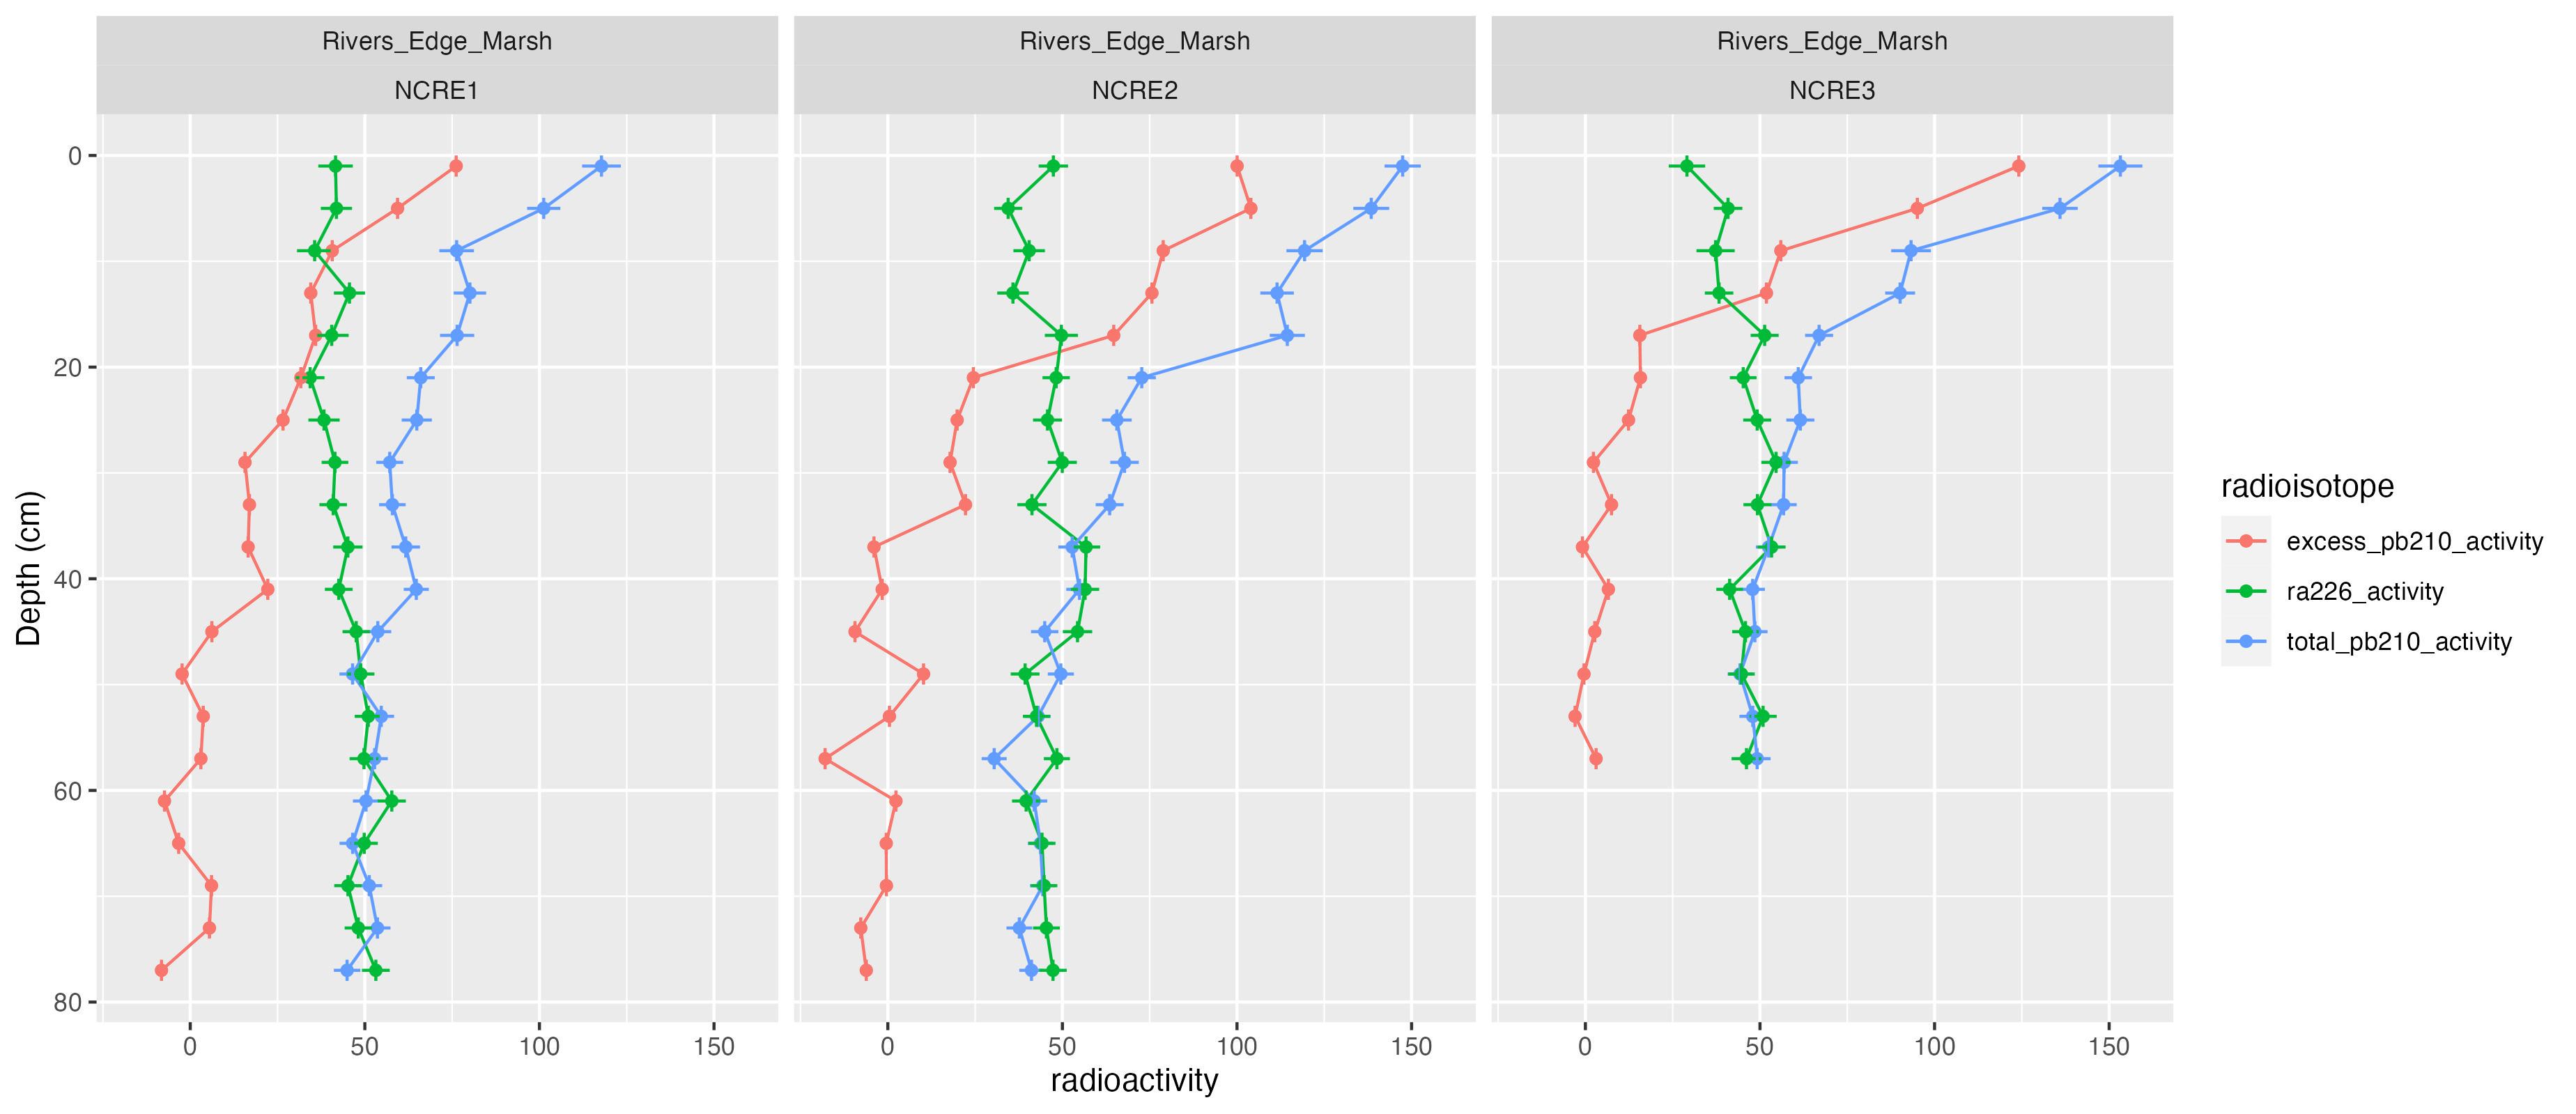 Rivers_Edge_Marsh Rivers_Edge_Marsh Rivers_Edge_Marsh
NCRE1 NCRE2 NCRE3
0
20
40
60
80
Depth (cm)
0 50 100 150 0 50 100 150 0 50 100 150
radioactivity
radioisotope
excess_pb210_activity
ra226_activity
total_pb210_activity